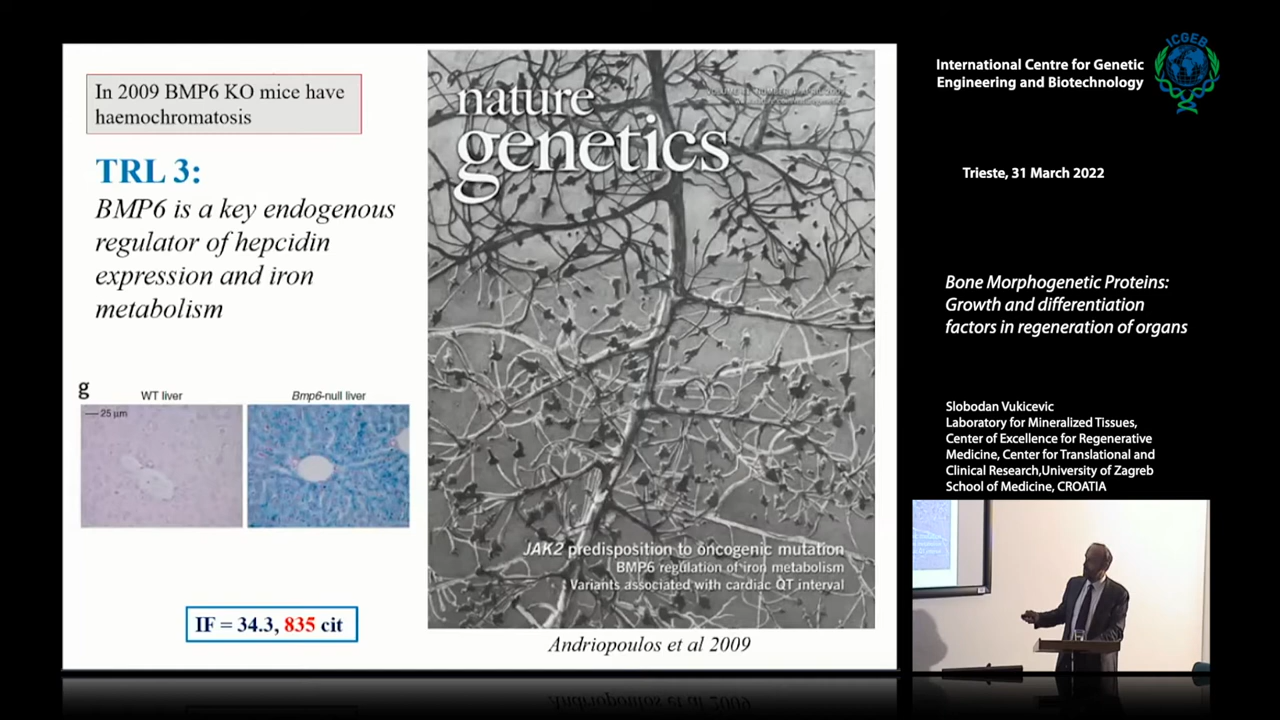 In 2009 BMP6 KO mice have
haemochromatosis
TRL 3:
BMP6 is a key endogenous
regulator of hepcidin
expression and iron
metabolism
g
WT liver
Bmp6-null liver
25 µm
IF = 34.3, 835 cit
nature
genetics
JAK2 predisposition to oncogenic mutation
BMP6 regulation of iron metabolism
Variants associated with cardiac QT interval
Andriopoulos et al 2009
International Centre for Genetic
Engineering and Biotechnology
ICGEB
Trieste, 31 March 2022
Bone Morphogenetic Proteins:
Growth and differentiation
factors in regeneration of organs
Slobodan Vukicevic
Laboratory for Mineralized Tissues,
Center of Excellence for Regenerative
Medicine, Center for Translational and
Clinical Research,University of Zagreb
School of Medicine, CROATIA